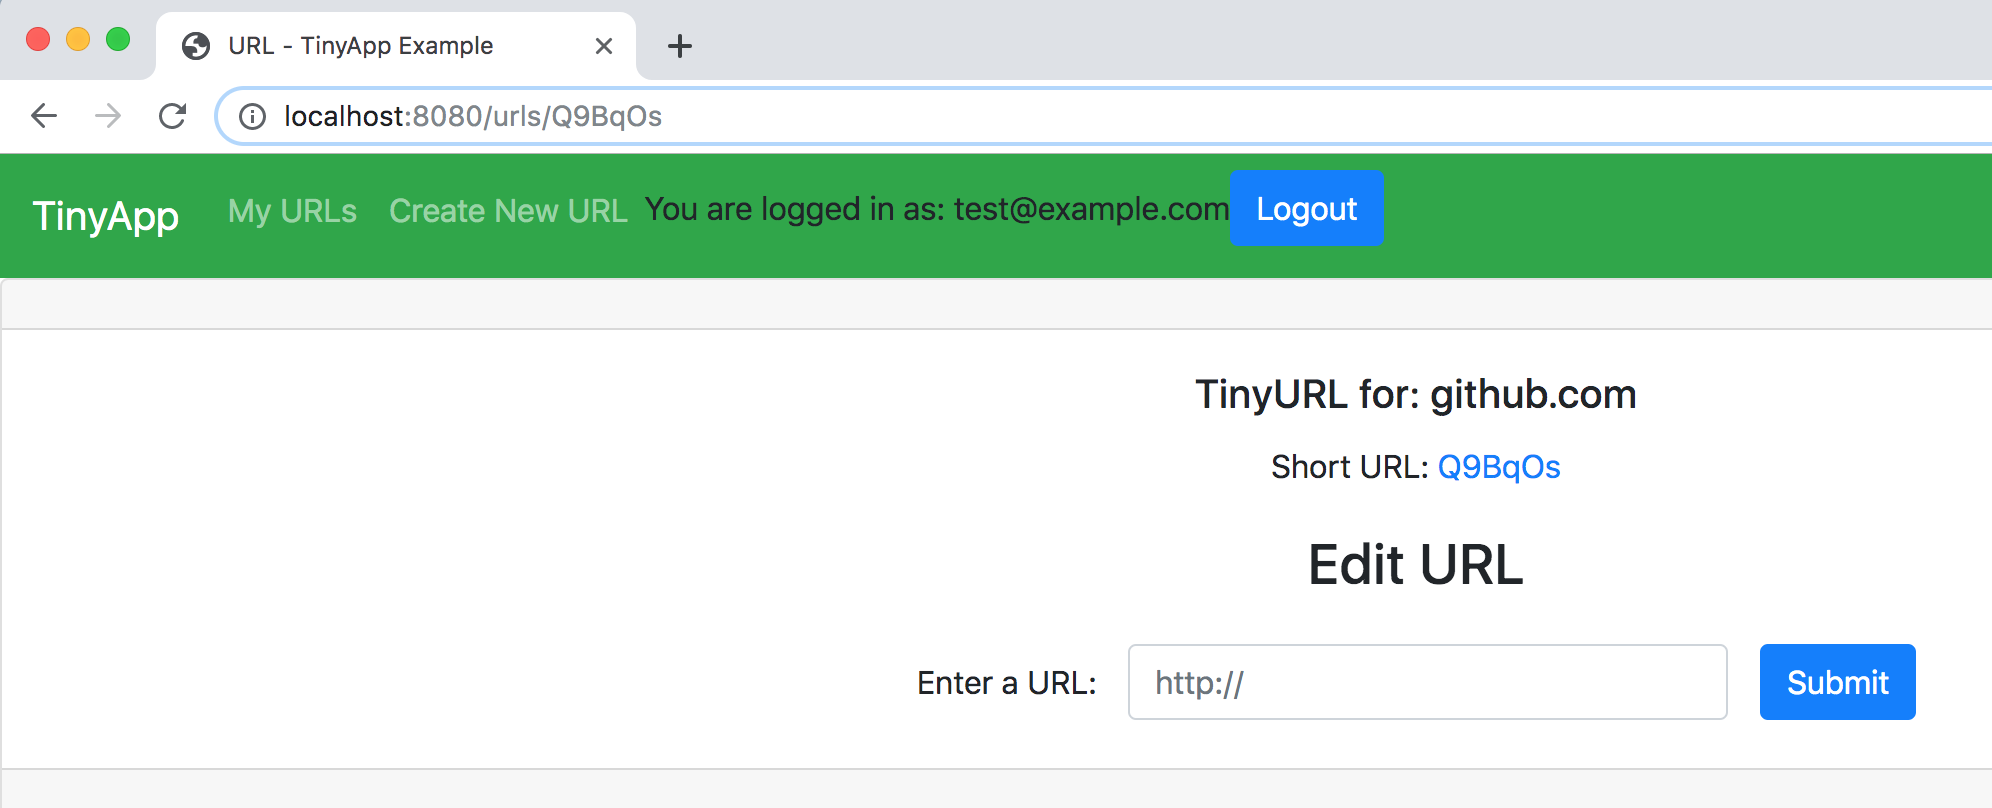 URL - TinyApp Example
localhost:8080/urls/Q9BqOs
TinyApp My URLs Create New URL You are logged in as: test@example.com Logout
TinyURL for: github.com
Short URL: Q9BqOs
Edit URL
Enter a URL: http:// Submit